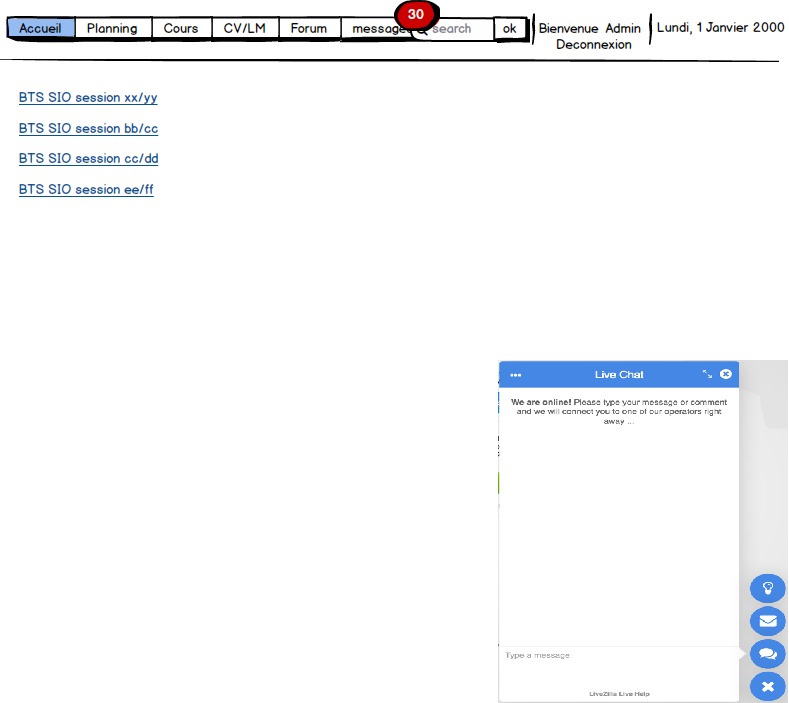 Accueil Planning Cours CV/LM Forum messages 30 search ok Bienvenue Admin Lundi, 1 Janvier 2000
Deconnexion
BTS SIO session xx/yy
BTS SIO session bb/cc
BTS SIO session cc/dd
BTS SIO session ee/ff
Live Chat
We are online! Please type your message or comment
and we will connect you to one of our operators right
away ...
Type a message
LiveZilla Live Help